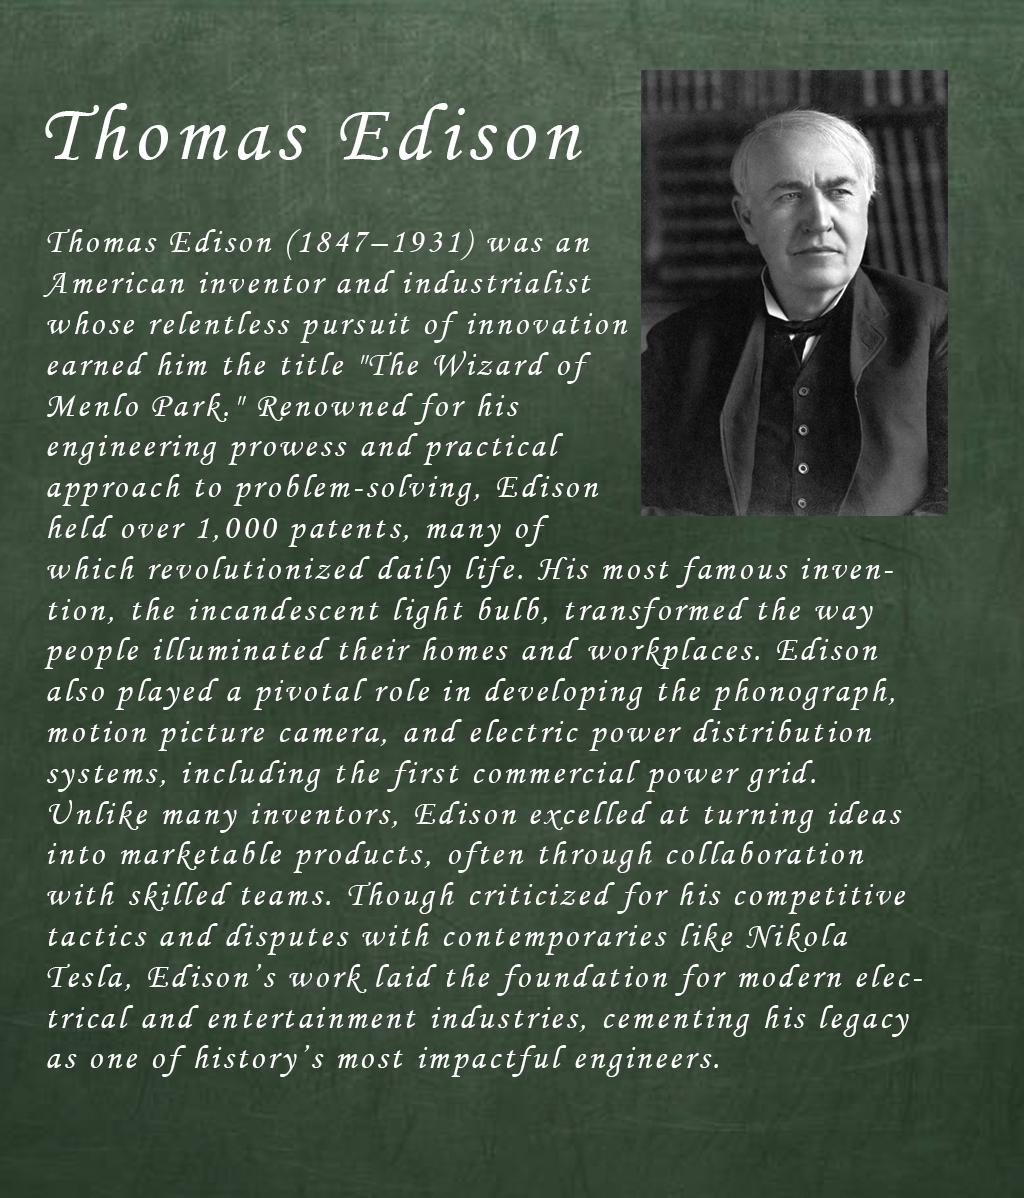 Thomas Edison
Thomas Edison (1847–1931) was an
American inventor and industrialist
whose relentless pursuit of innovation
earned him the title "The Wizard of
Menlo Park." Renowned for his
engineering prowess and practical
approach to problem-solving, Edison
held over 1,000 patents, many of
which revolutionized daily life. His most famous inven-
tion, the incandescent light bulb, transformed the way
people illuminated their homes and workplaces. Edison
also played a pivotal role in developing the phonograph,
motion picture camera, and electric power distribution
systems, including the first commercial power grid.
Unlike many inventors, Edison excelled at turning ideas
into marketable products, often through collaboration
with skilled teams. Though criticized for his competitive
tactics and disputes with contemporaries like Nikola
Tesla, Edison’s work laid the foundation for modern elec-
trical and entertainment industries, cementing his legacy
as one of history’s most impactful engineers.